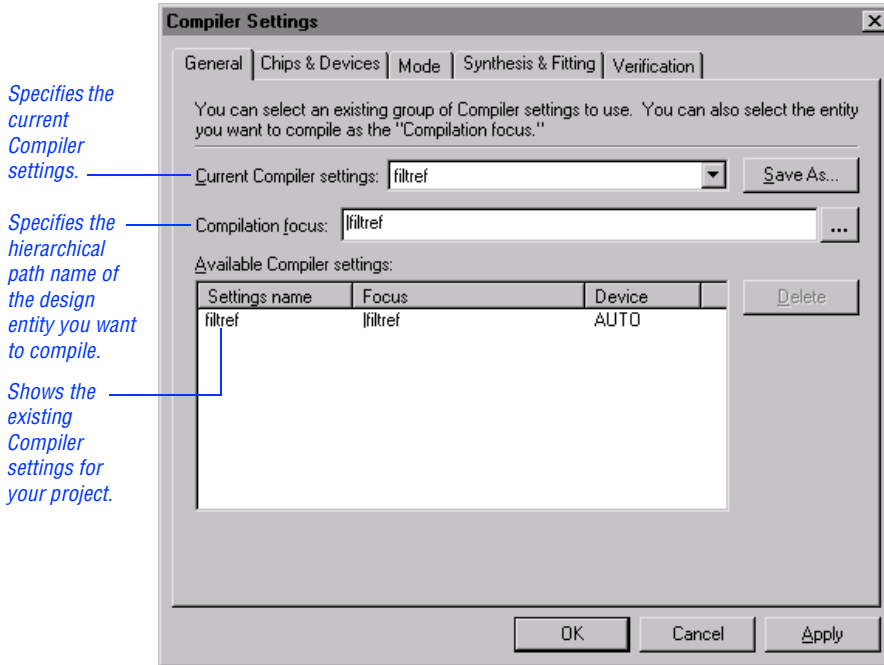 Compiler Settings
General
Chips & Devices
Mode
Synthesis & Fitting
Verification
You can select an existing group of Compiler settings to use. You can also select the entity
you want to compile as the "Compilation focus."
Specifies the
current
Compiler
settings.
Current Compiler settings:
filtref
Save As...
Specifies the
hierarchical
path name of
the design
entity you want
to compile.
Compilation focus:
|filtref
...
Available Compiler settings:
Settings name
Focus
Device
Delete
filtref
|filtref
AUTO
Shows the
existing
Compiler
settings for
your project.
OK
Cancel
Apply